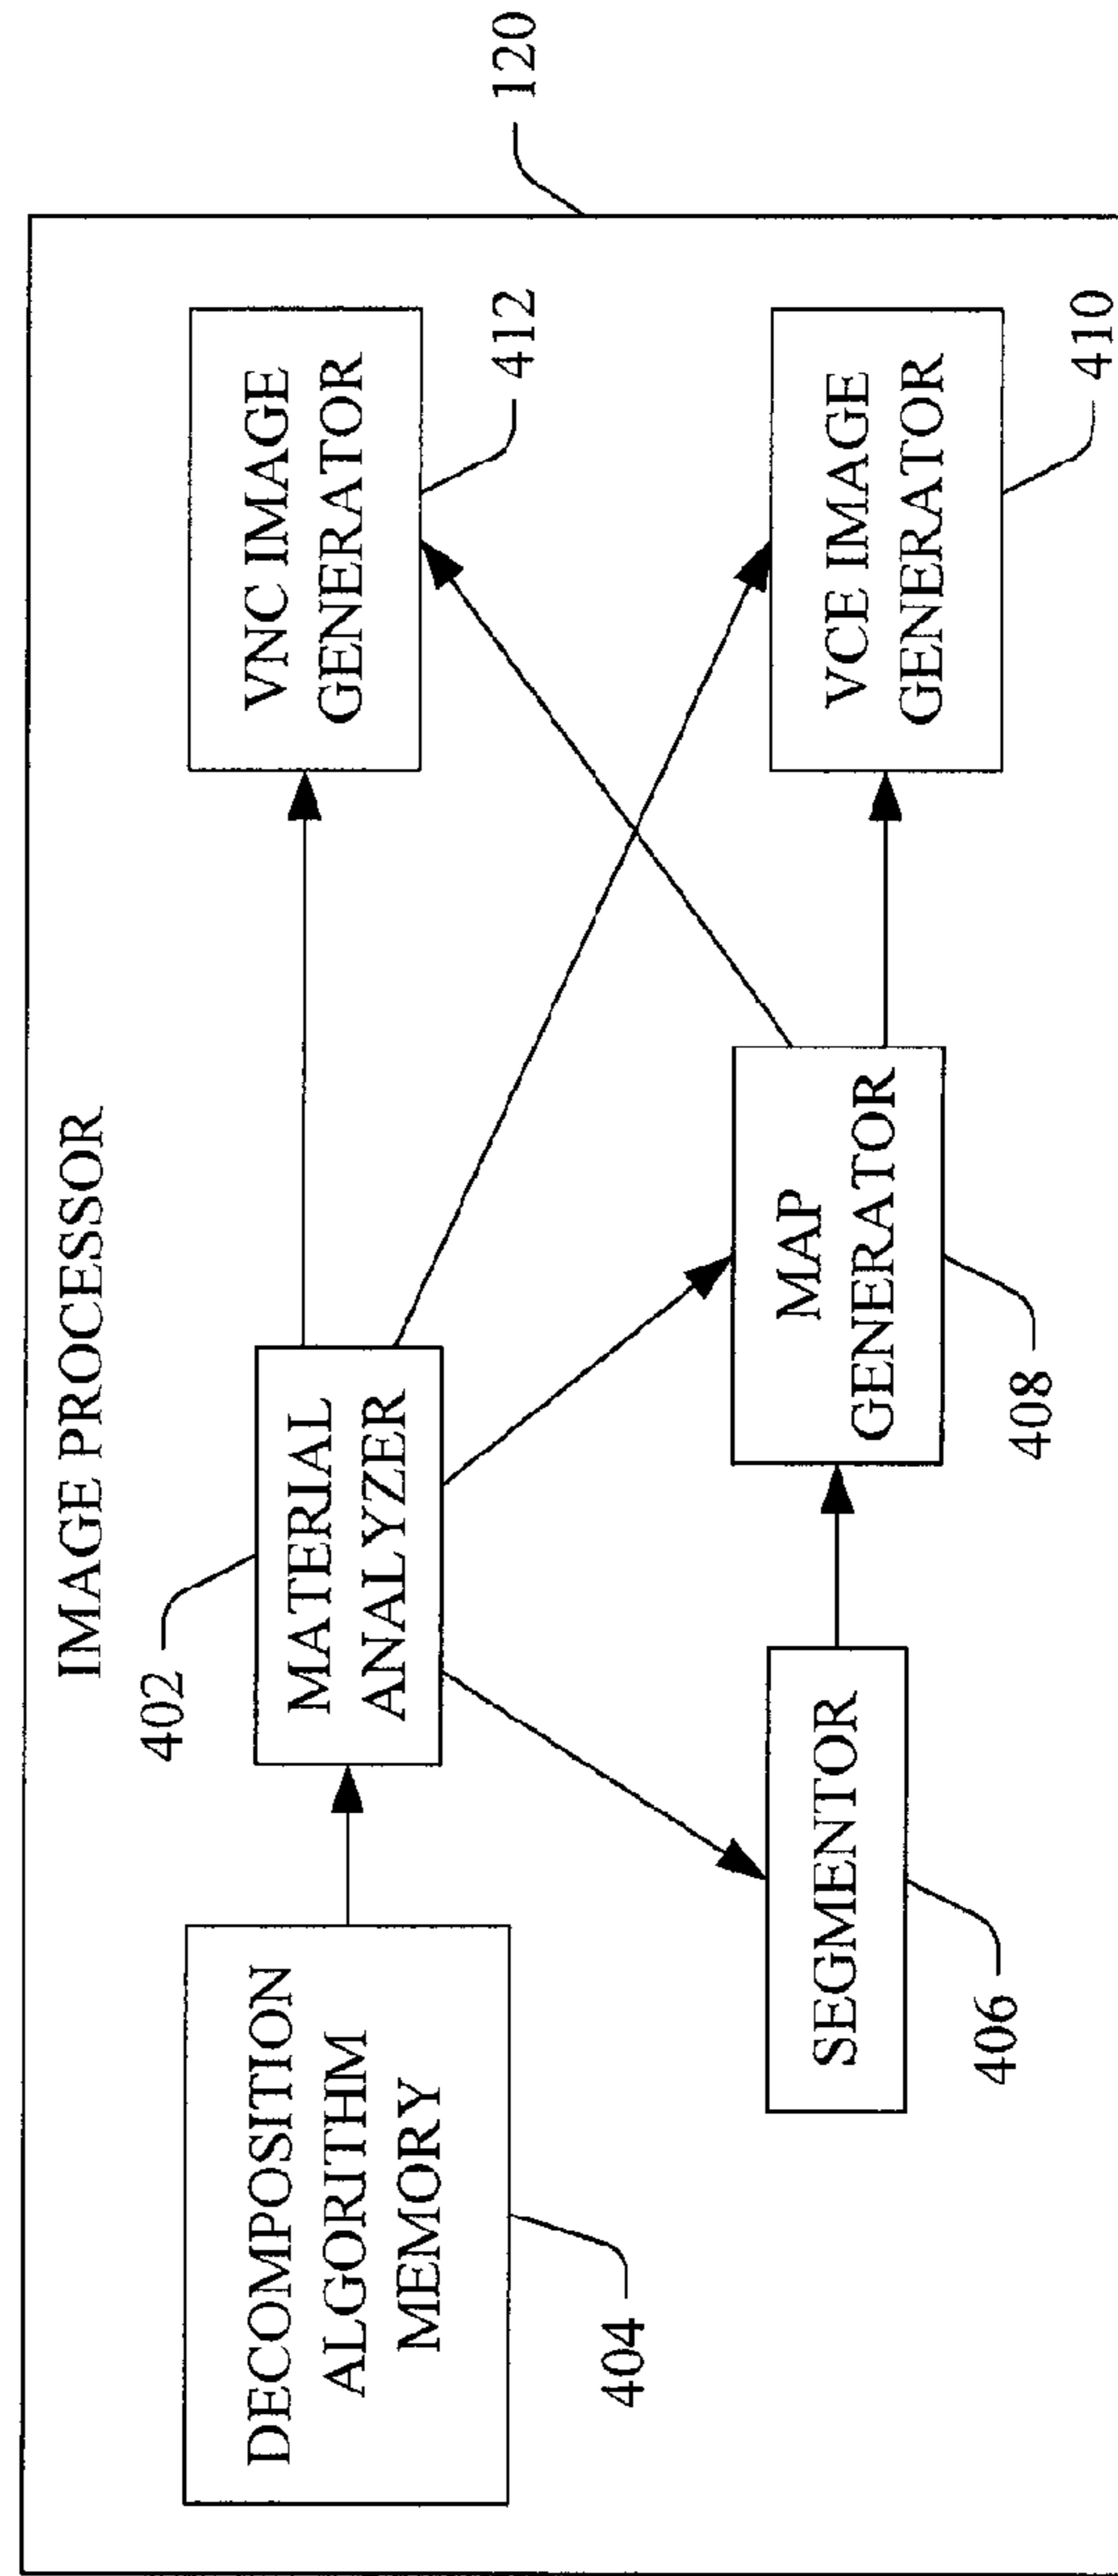 IMAGE PROCESSOR
120
DECOMPOSITION
ALGORITHM
MEMORY
404
402
MATERIAL
ANALYZER
VNC IMAGE
GENERATOR
412
SEGMENTOR
406
MAP
GENERATOR
408
VCE IMAGE
GENERATOR
410